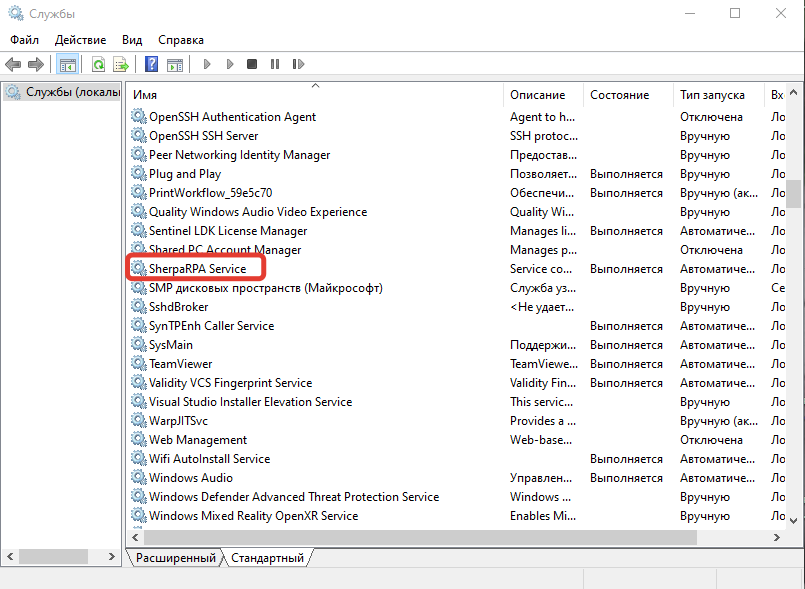 Службы
Файл Действие Вид Справка
Службы (локалы
Имя Описание Состояние Тип запуска Вх
OpenSSH Authentication Agent Agent to h... Отключена Ло
OpenSSH SSH Server SSH protoc... Вручную Ло
Peer Networking Identity Manager Предостав... Вручную Ло
Plug and Play Позволяет... Выполняется Вручную Ло
PrintWorkflow_59e5c70 Обеспечи... Выполняется Вручную (ак... Ло
Quality Windows Audio Video Experience Quality Wi... Вручную Ло
Sentinel LDK License Manager Manages li... Выполняется Автоматиче... Ло
Shared PC Account Manager Manages p... Отключена Ло
SherpaRPA Service Service co... Выполняется Автоматиче... Ло
SMP дисковых пространств (Майкрософт) Служба уз... Вручную Се
SshdBroker <Не удает... Вручную Ло
SynTPEnh Caller Service Выполняется Автоматиче... Ло
SysMain Поддержи... Выполняется Автоматиче... Ло
TeamViewer TeamViewe... Выполняется Автоматиче... Ло
Validity VCS Fingerprint Service Validity Fin... Выполняется Автоматиче... Ло
Visual Studio Installer Elevation Service This servic... Вручную Ло
WarpJITSvc Provides a ... Вручную (ак... Ло
Web Management Web-base... Отключена Ло
Wifi AutoInstall Service Выполняется Автоматиче... Ло
Windows Audio Управлен... Выполняется Автоматиче... Ло
Windows Defender Advanced Threat Protection Service Windows ... Вручную Ло
Windows Mixed Reality OpenXR Service Enables Mi... Вручную Ло
Расширенный Стандартный